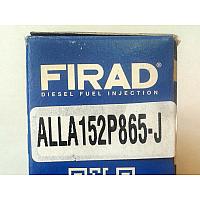 FIRAD®
DIESEL FUEL INJECTION
ALLA152P865-J